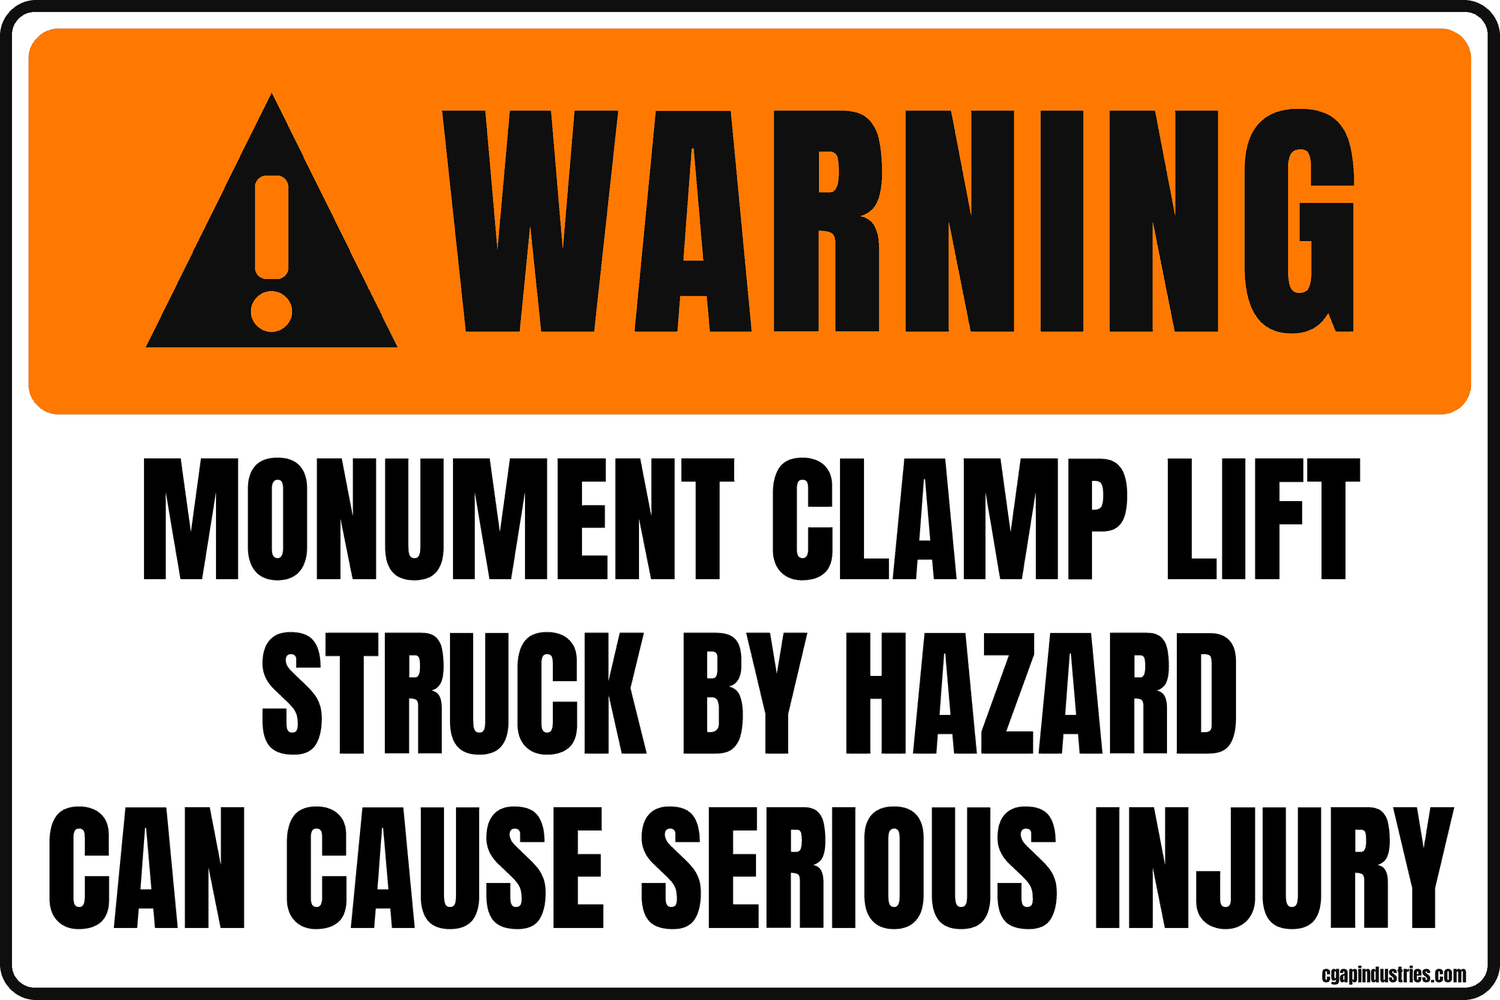 WARNING
MONUMENT CLAMP LIFT
STRUCK BY HAZARD
CAN CAUSE SERIOUS INJURY
cgapindustries.com